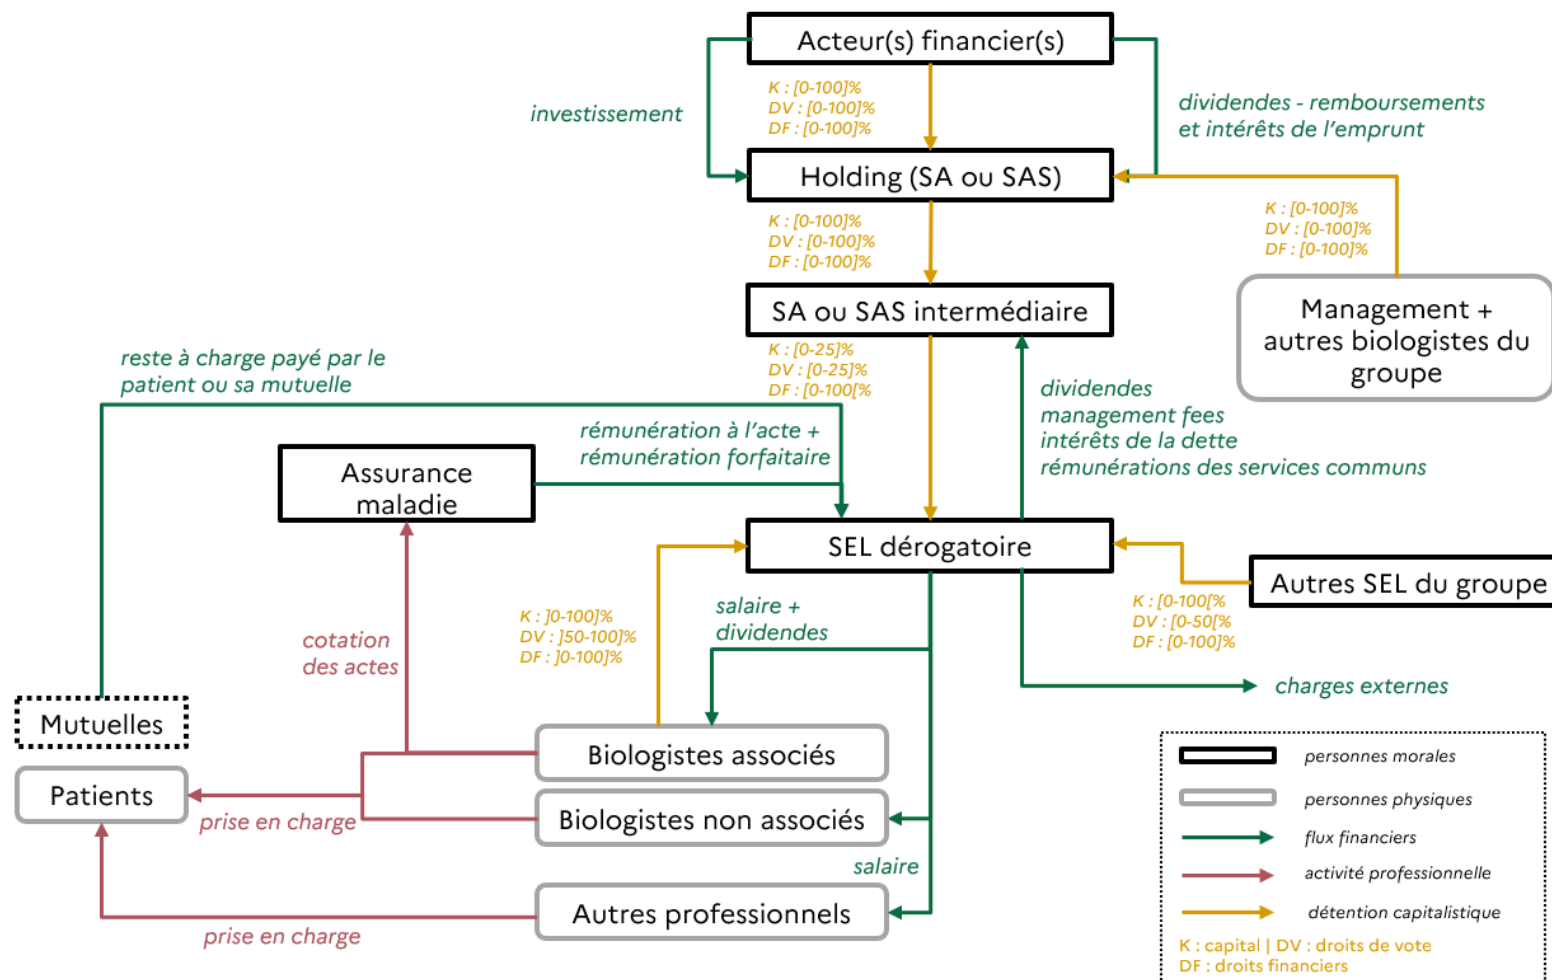 Acteur(s) financier(s)
K : [0-100]%
DV : [0-100]%
DF : [0-100]%
investissement
dividendes - remboursements
et intérêts de l'emprunt
Holding (SA ou SAS)
K : [0-100]%
DV : [0-100]%
DF : [0-100]%
K : [0-100]%
DV : [0-100]%
DF : [0-100]%
SA ou SAS intermédiaire
Management +
autres biologistes du
groupe
K : [0-25]%
DV : [0-25]%
DF : [0-100[%
reste à charge payé par le
patient ou sa mutuelle
dividendes
management fees
intérêts de la dette
rémunérations des services communs
rémunération à l'acte +
rémunération forfaitaire
Assurance
maladie
SEL dérogatoire
Autres SEL du groupe
K : [0-100[%
DV : [0-50[%
DF : [0-100]%
K : ]0-100]%
DV : ]50-100]%
DF : ]0-100]%
salaire +
dividendes
cotation
des actes
charges externes
Mutuelles
Biologistes associés
Patients
prise en charge
Biologistes non associés
salaire
Autres professionnels
prise en charge
personnes morales
personnes physiques
flux financiers
activité professionnelle
détention capitalistique
K : capital | DV : droits de vote
DF : droits financiers